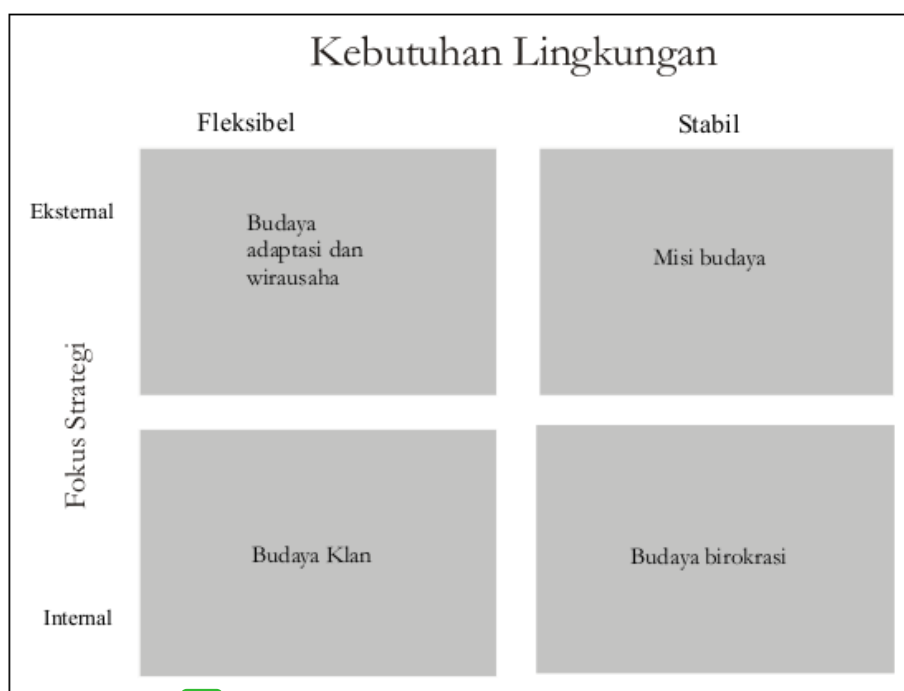 Kebutuhan Lingkungan
Fleksibel
Stabil
Eksternal
Budaya
adaptasi dan
wirausaha
Misi budaya
Fokus Strategi
Budaya Klan
Budaya birokrasi
Internal